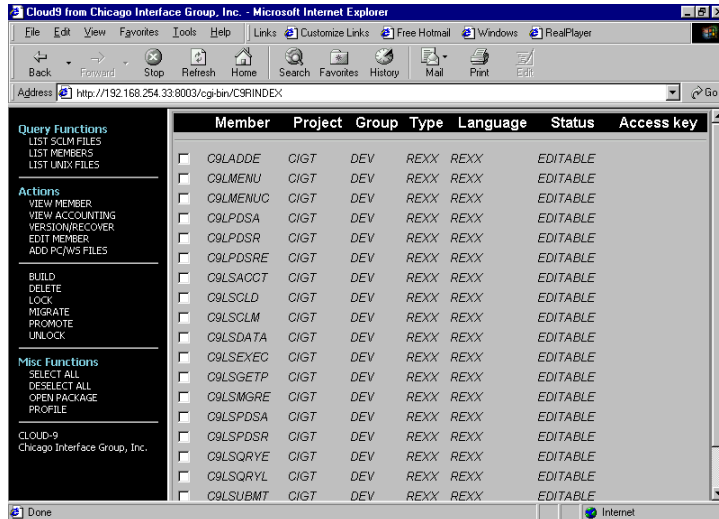 Cloud9 from Chicago Interface Group, Inc. - Microsoft Internet Explorer
File Edit View Favorites Tools Help Links Customize Links Free Hotmail Windows RealPlayer
Back Forward Stop Refresh Home Search Favorites History Mail Print Edit
Address http://192.168.254.33:8003/cgi-bin/C9RINDEX Go
Query Functions
LIST SCLM FILES
LIST MEMBERS
LIST UNIX FILES
Actions
VIEW MEMBER
VIEW ACCOUNTING
VERSION/RECOVER
EDIT MEMBER
ADD PC/WS FILES
BUILD
DELETE
LOCK
MIGRATE
PROMOTE
UNLOCK
Misc Functions
SELECT ALL
DESELECT ALL
OPEN PACKAGE
PROFILE
CLOUD-9
Chicago Interface Group, Inc.
Member Project Group Type Language Status Access key
C9LADDE CIGT DEV REXX REXX EDITABLE
C9LMENU CIGT DEV REXX REXX EDITABLE
C9LMENUC CIGT DEV REXX REXX EDITABLE
C9LPDSA CIGT DEV REXX REXX EDITABLE
C9LPDSR CIGT DEV REXX REXX EDITABLE
C9LPDSRE CIGT DEV REXX REXX EDITABLE
C9LSACCT CIGT DEV REXX REXX EDITABLE
C9LSCLD CIGT DEV REXX REXX EDITABLE
C9LSCLM CIGT DEV REXX REXX EDITABLE
C9LSDATA CIGT DEV REXX REXX EDITABLE
C9LSEXEC CIGT DEV REXX REXX EDITABLE
C9LSGETP CIGT DEV REXX REXX EDITABLE
C9LSMGRE CIGT DEV REXX REXX EDITABLE
C9LSPDSA CIGT DEV REXX REXX EDITABLE
C9LSPDSR CIGT DEV REXX REXX EDITABLE
C9LSQRYE CIGT DEV REXX REXX EDITABLE
C9LSQRYL CIGT DEV REXX REXX EDITABLE
C9LSUBMT CIGT DEV REXX REXX EDITABLE
Done Internet